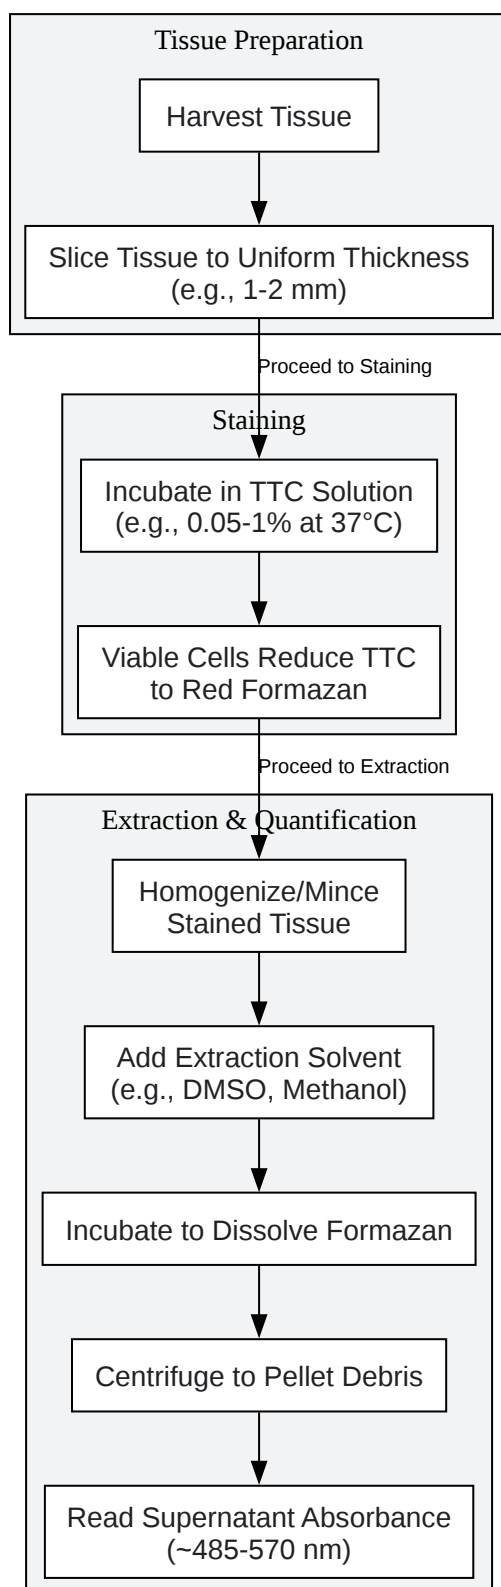 Tissue Preparation
Harvest Tissue
Slice Tissue to Uniform Thickness
(e.g., 1-2 mm)
Proceed to Staining
Staining
Incubate in TTC Solution
(e.g., 0.05-1% at 37°C)
Viable Cells Reduce TTC
to Red Formazan
Proceed to Extraction
Extraction & Quantification
Homogenize/Mince
Stained Tissue
Add Extraction Solvent
(e.g., DMSO, Methanol)
Incubate to Dissolve Formazan
Centrifuge to Pellet Debris
Read Supernatant Absorbance
(~485-570 nm)